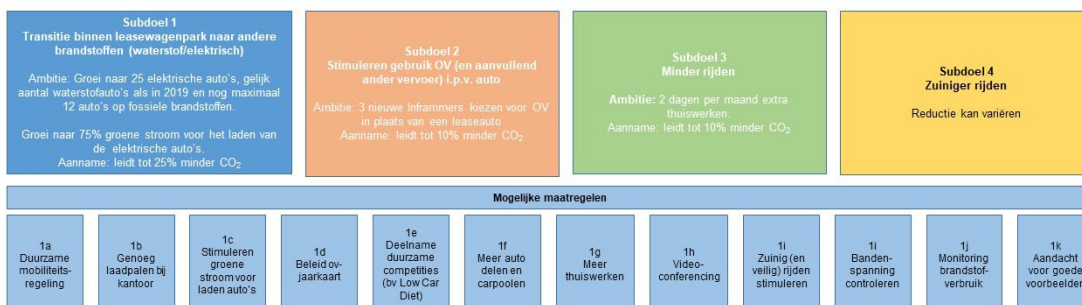 Subdoel 1
Transitie binnen leasewagenpark naar andere
brandstoffen (waterstof/elektrisch)
Ambitie: Groei naar 25 elektrische auto's, gelijk
aantal waterstofauto's als in 2019 en nog maximaal
12 auto's op fossiele brandstoffen.
Groei naar 75% groene stroom voor het laden van
de elektrische auto's.
Aanname: leidt tot 25% minder CO2
Subdoel 2
Stimuleren gebruik OV (en aanvullend
ander vervoer) i.p.v. auto
Ambitie: 3 nieuwe Inframmers kiezen voor OV
in plaats van een leaseauto
Aanname: leidt tot 10% minder CO2
Subdoel 3
Minder rijden
Ambitie: 2 dagen per maand extra
thuiswerken.
Aanname: leidt tot 10% minder CO2
Subdoel 4
Zuiniger rijden
Reductie kan variëren
Mogelijke maatregelen
1a
Duurzame
mobiliteits-
regeling
1b
Genoeg
laadpalen bij
kantoor
1c
Stimuleren
groene
stroom voor
laden auto's
1d
Beleid ov-
jaarkaart
1e
Deelname
duurzame
competities
(bv Low Car
Diet)
1f
Meer auto
delen en
carpoolen
1g
Meer
thuiswerken
1h
Video-
conferencing
1i
Zuinig (en
veilig) rijden
stimuleren
1i
Banden-
spanning
controleren
1j
Monitoring
brandstof-
verbruik
1k
Aandacht
voor goede
voorbeelden